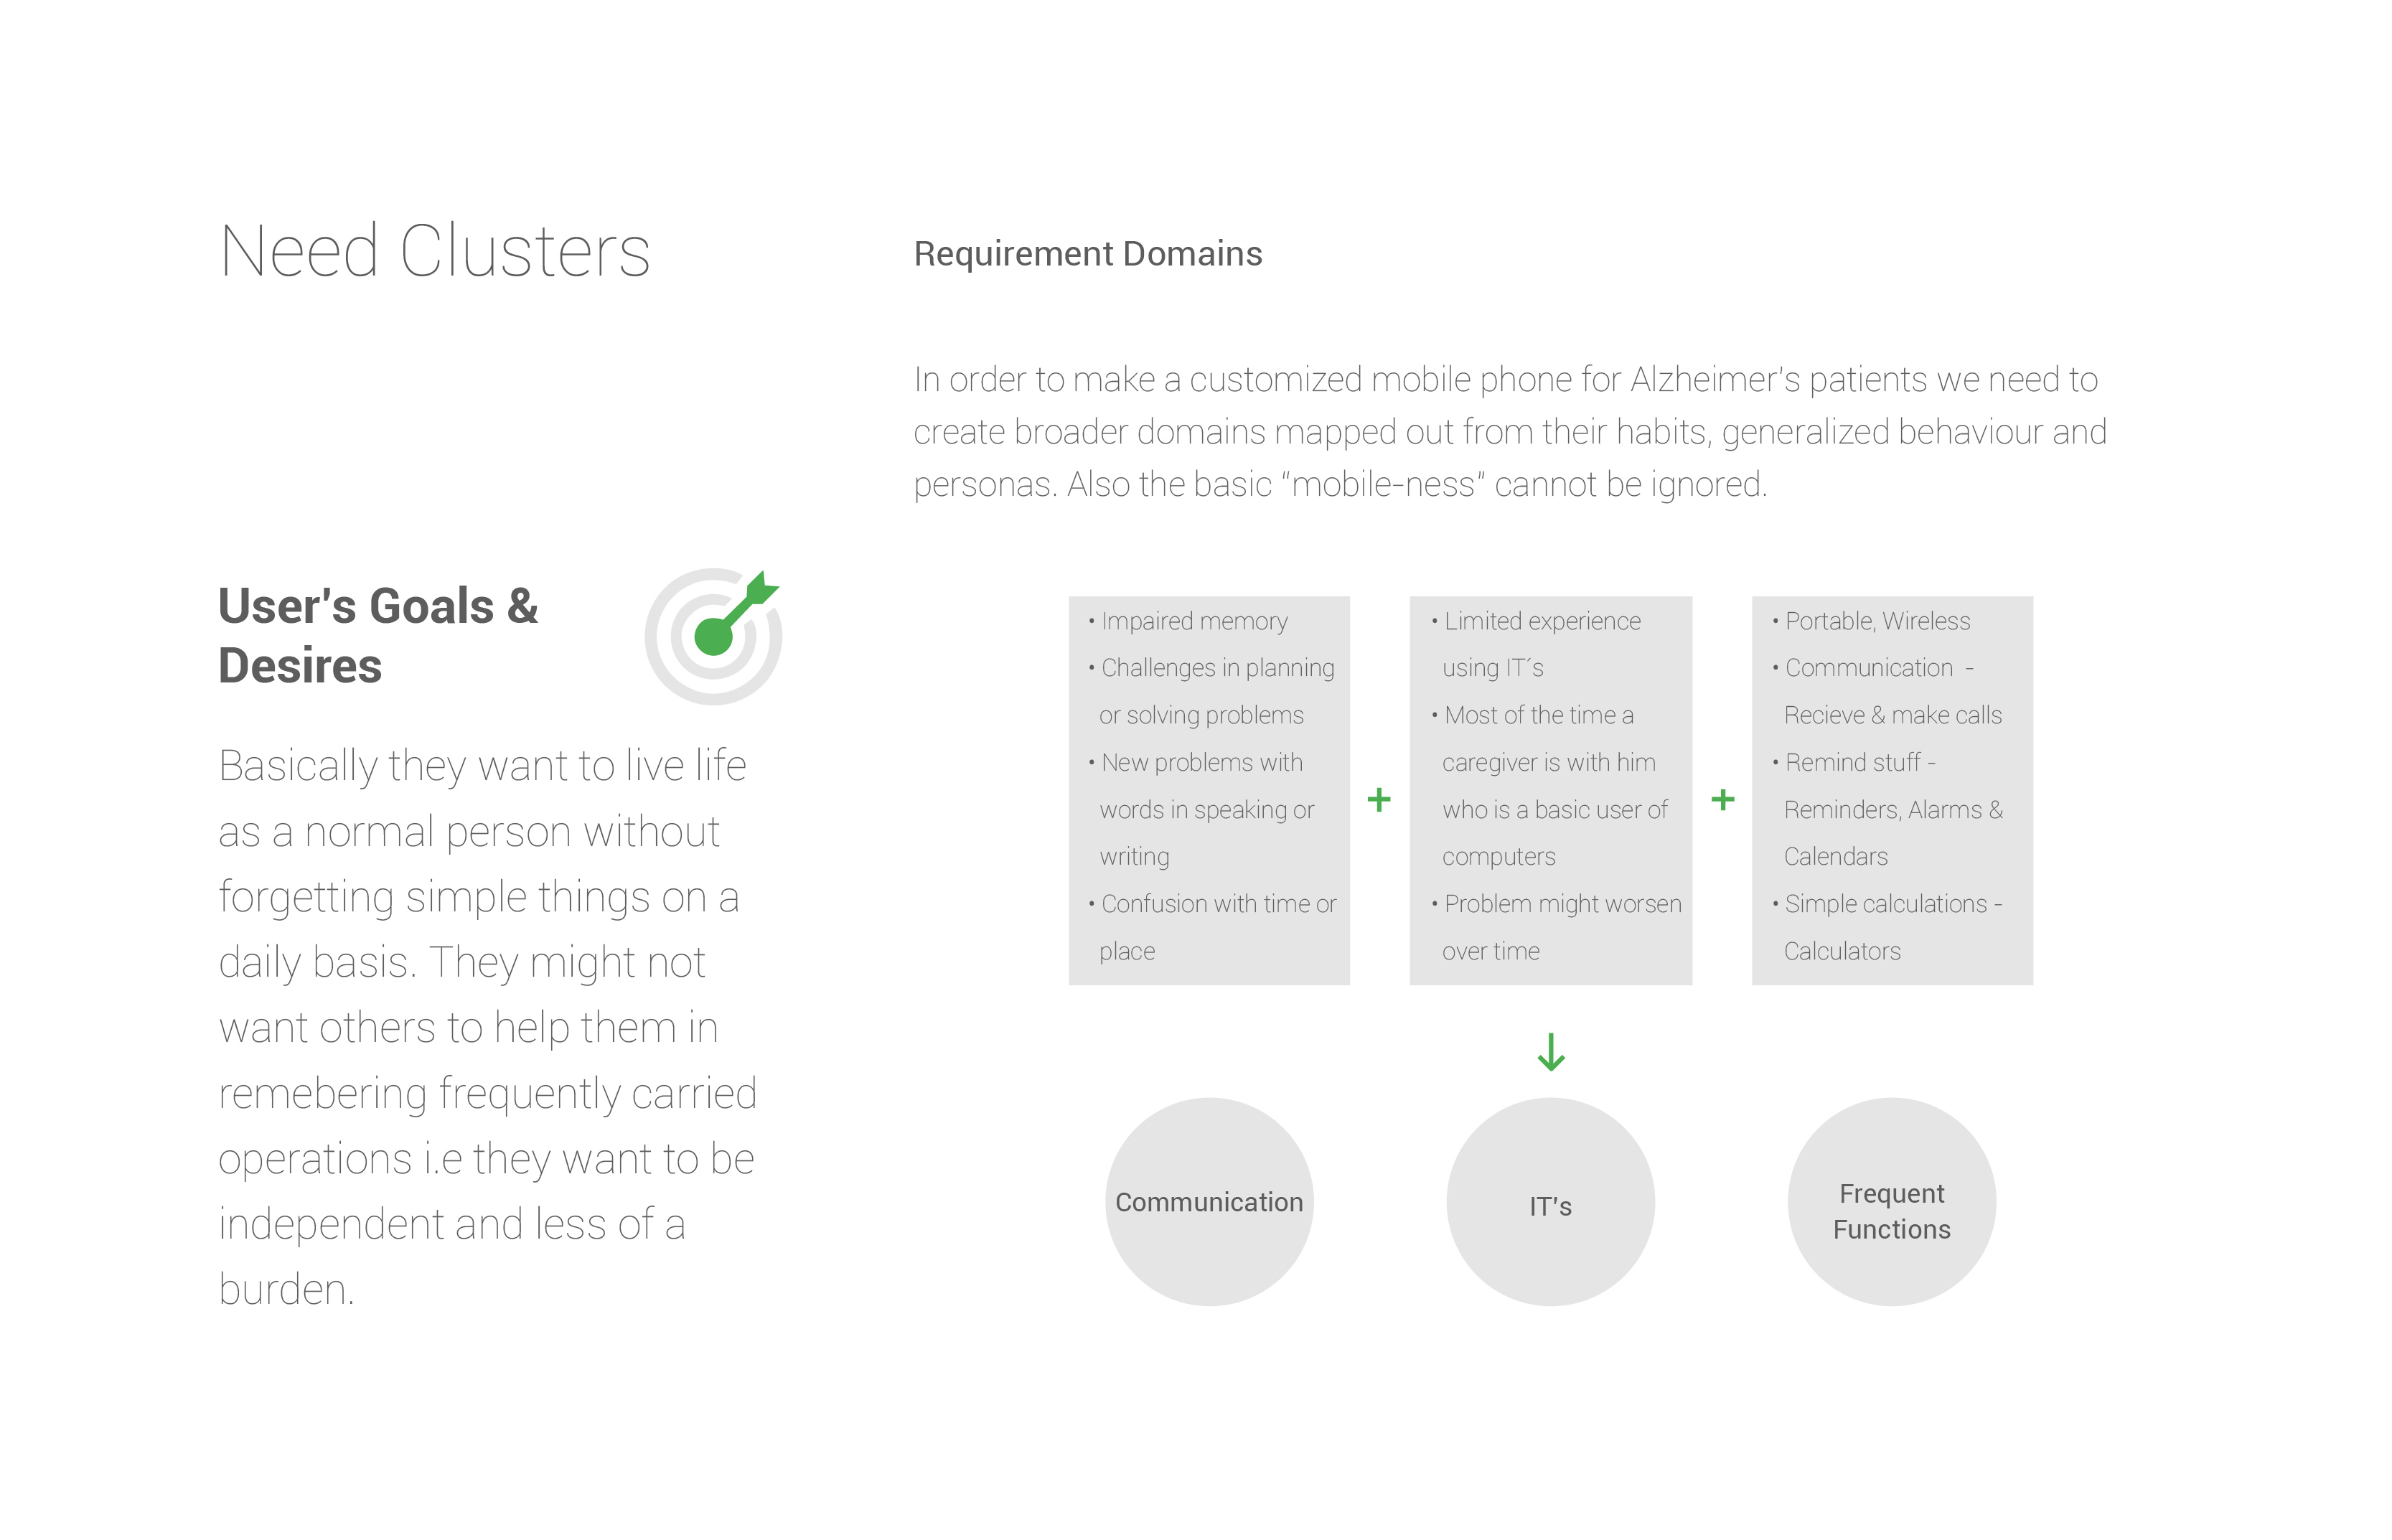 Need Clusters
User's Goals &
Desires
Basically they want to live life
as a normal person without
forgetting simple things on a
daily basis. They might not
want others to help them in
remebering frequently carried
operations i.e they want to be
independent and less of a
burden.
Requirement Domains
In order to make a customized mobile phone for Alzheimer's patients we need to
create broader domains mapped out from their habits, generalized behaviour and
personas. Also the basic "mobile-ness" cannot be ignored.
• Impaired memory
• Challenges in planning
or solving problems
• New problems with
words in speaking or
writing
• Confusion with time or
place
+
• Limited experience
using IT´s
• Most of the time a
caregiver is with him
who is a basic user of
computers
• Problem might worsen
over time
+
• Portable, Wireless
• Communication -
Recieve & make calls
• Remind stuff -
Reminders, Alarms &
Calendars
• Simple calculations -
Calculators
Communication
IT's
Frequent
Functions